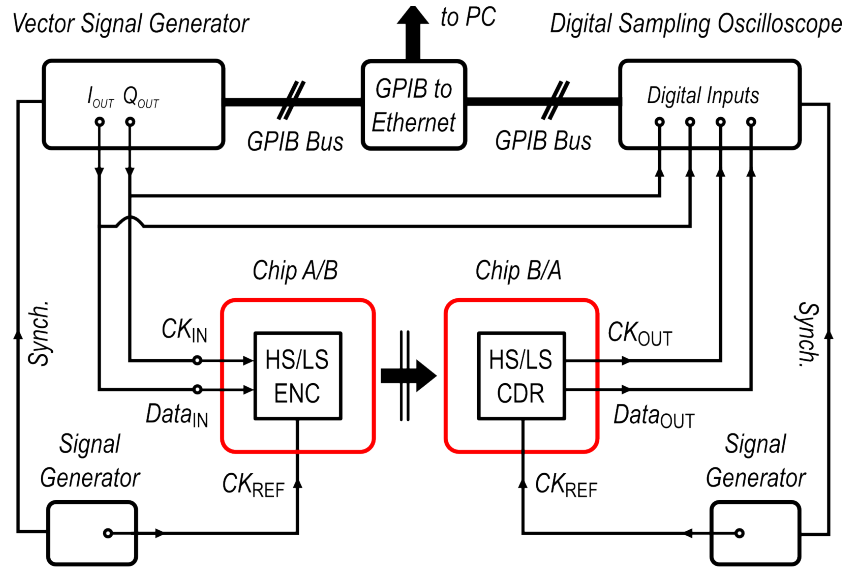 Vector Signal Generator
to PC
Digital Sampling Oscilloscope
I_OUT Q_OUT
GPIB to
Ethernet
Digital Inputs
GPIB Bus
GPIB Bus
Chip A/B
Chip B/A
Synch.
CK_IN
HS/LS
ENC
Data_IN
HS/LS
CDR
CK_OUT
Data_OUT
Synch.
Signal
Generator
CK_REF
CK_REF
Signal
Generator